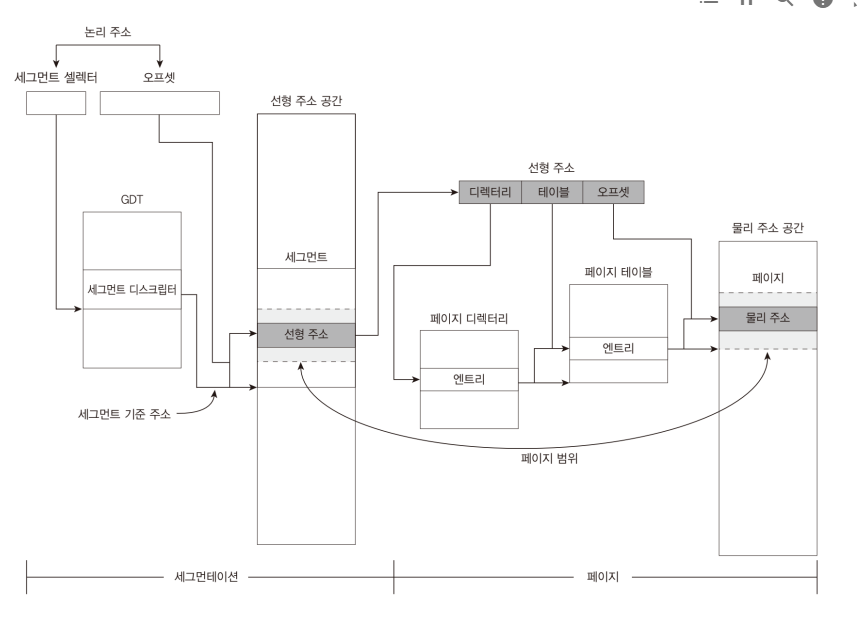 논리 주소
세그먼트 셀렉터
오프셋
선형 주소 공간
GDT
세그먼트 디스크립터
세그먼트
선형 주소
세그먼트 기준 주소
선형 주소
디렉터리
테이블
오프셋
페이지 디렉터리
엔트리
페이지 테이블
엔트리
물리 주소 공간
페이지
물리 주소
페이지 범위
세그먼테이션
페이지